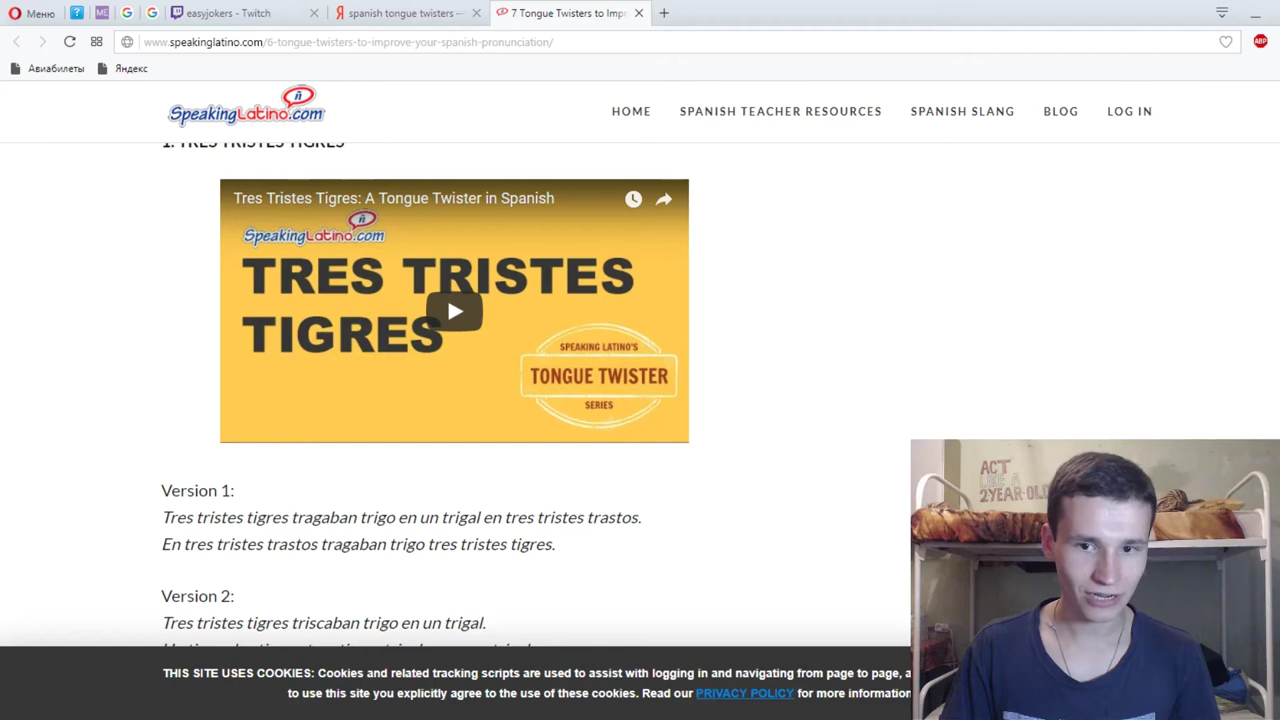 Меню
easyjokers - Twitch
spanish tongue twisters —
7 Tongue Twisters to Impr
www.speakinglatino.com/6-tongue-twisters-to-improve-your-spanish-pronunciation/
ABP
Авиабилеты
Яндекс
SpeakingLatino.com
HOME
SPANISH TEACHER RESOURCES
SPANISH SLANG
BLOG
LOG IN
1. TRES TRISTES TIGRES
Tres Tristes Tigres: A Tongue Twister in Spanish
SpeakingLatino.com
TRES TRISTES
TIGRES
SPEAKING LATINO'S
TONGUE TWISTER
SERIES
Version 1:
Tres tristes tigres tragaban trigo en un trigal en tres tristes trastos.
En tres tristes trastos tragaban trigo tres tristes tigres.
Version 2:
Tres tristes tigres triscaban trigo en un trigal.
ACT
LIKE A
2YEAR-OLD
THIS SITE USES COOKIES: Cookies and related tracking scripts are used to assist with logging in and navigating from page to page, a
to use this site you explicitly agree to the use of these cookies. Read our PRIVACY POLICY for more information